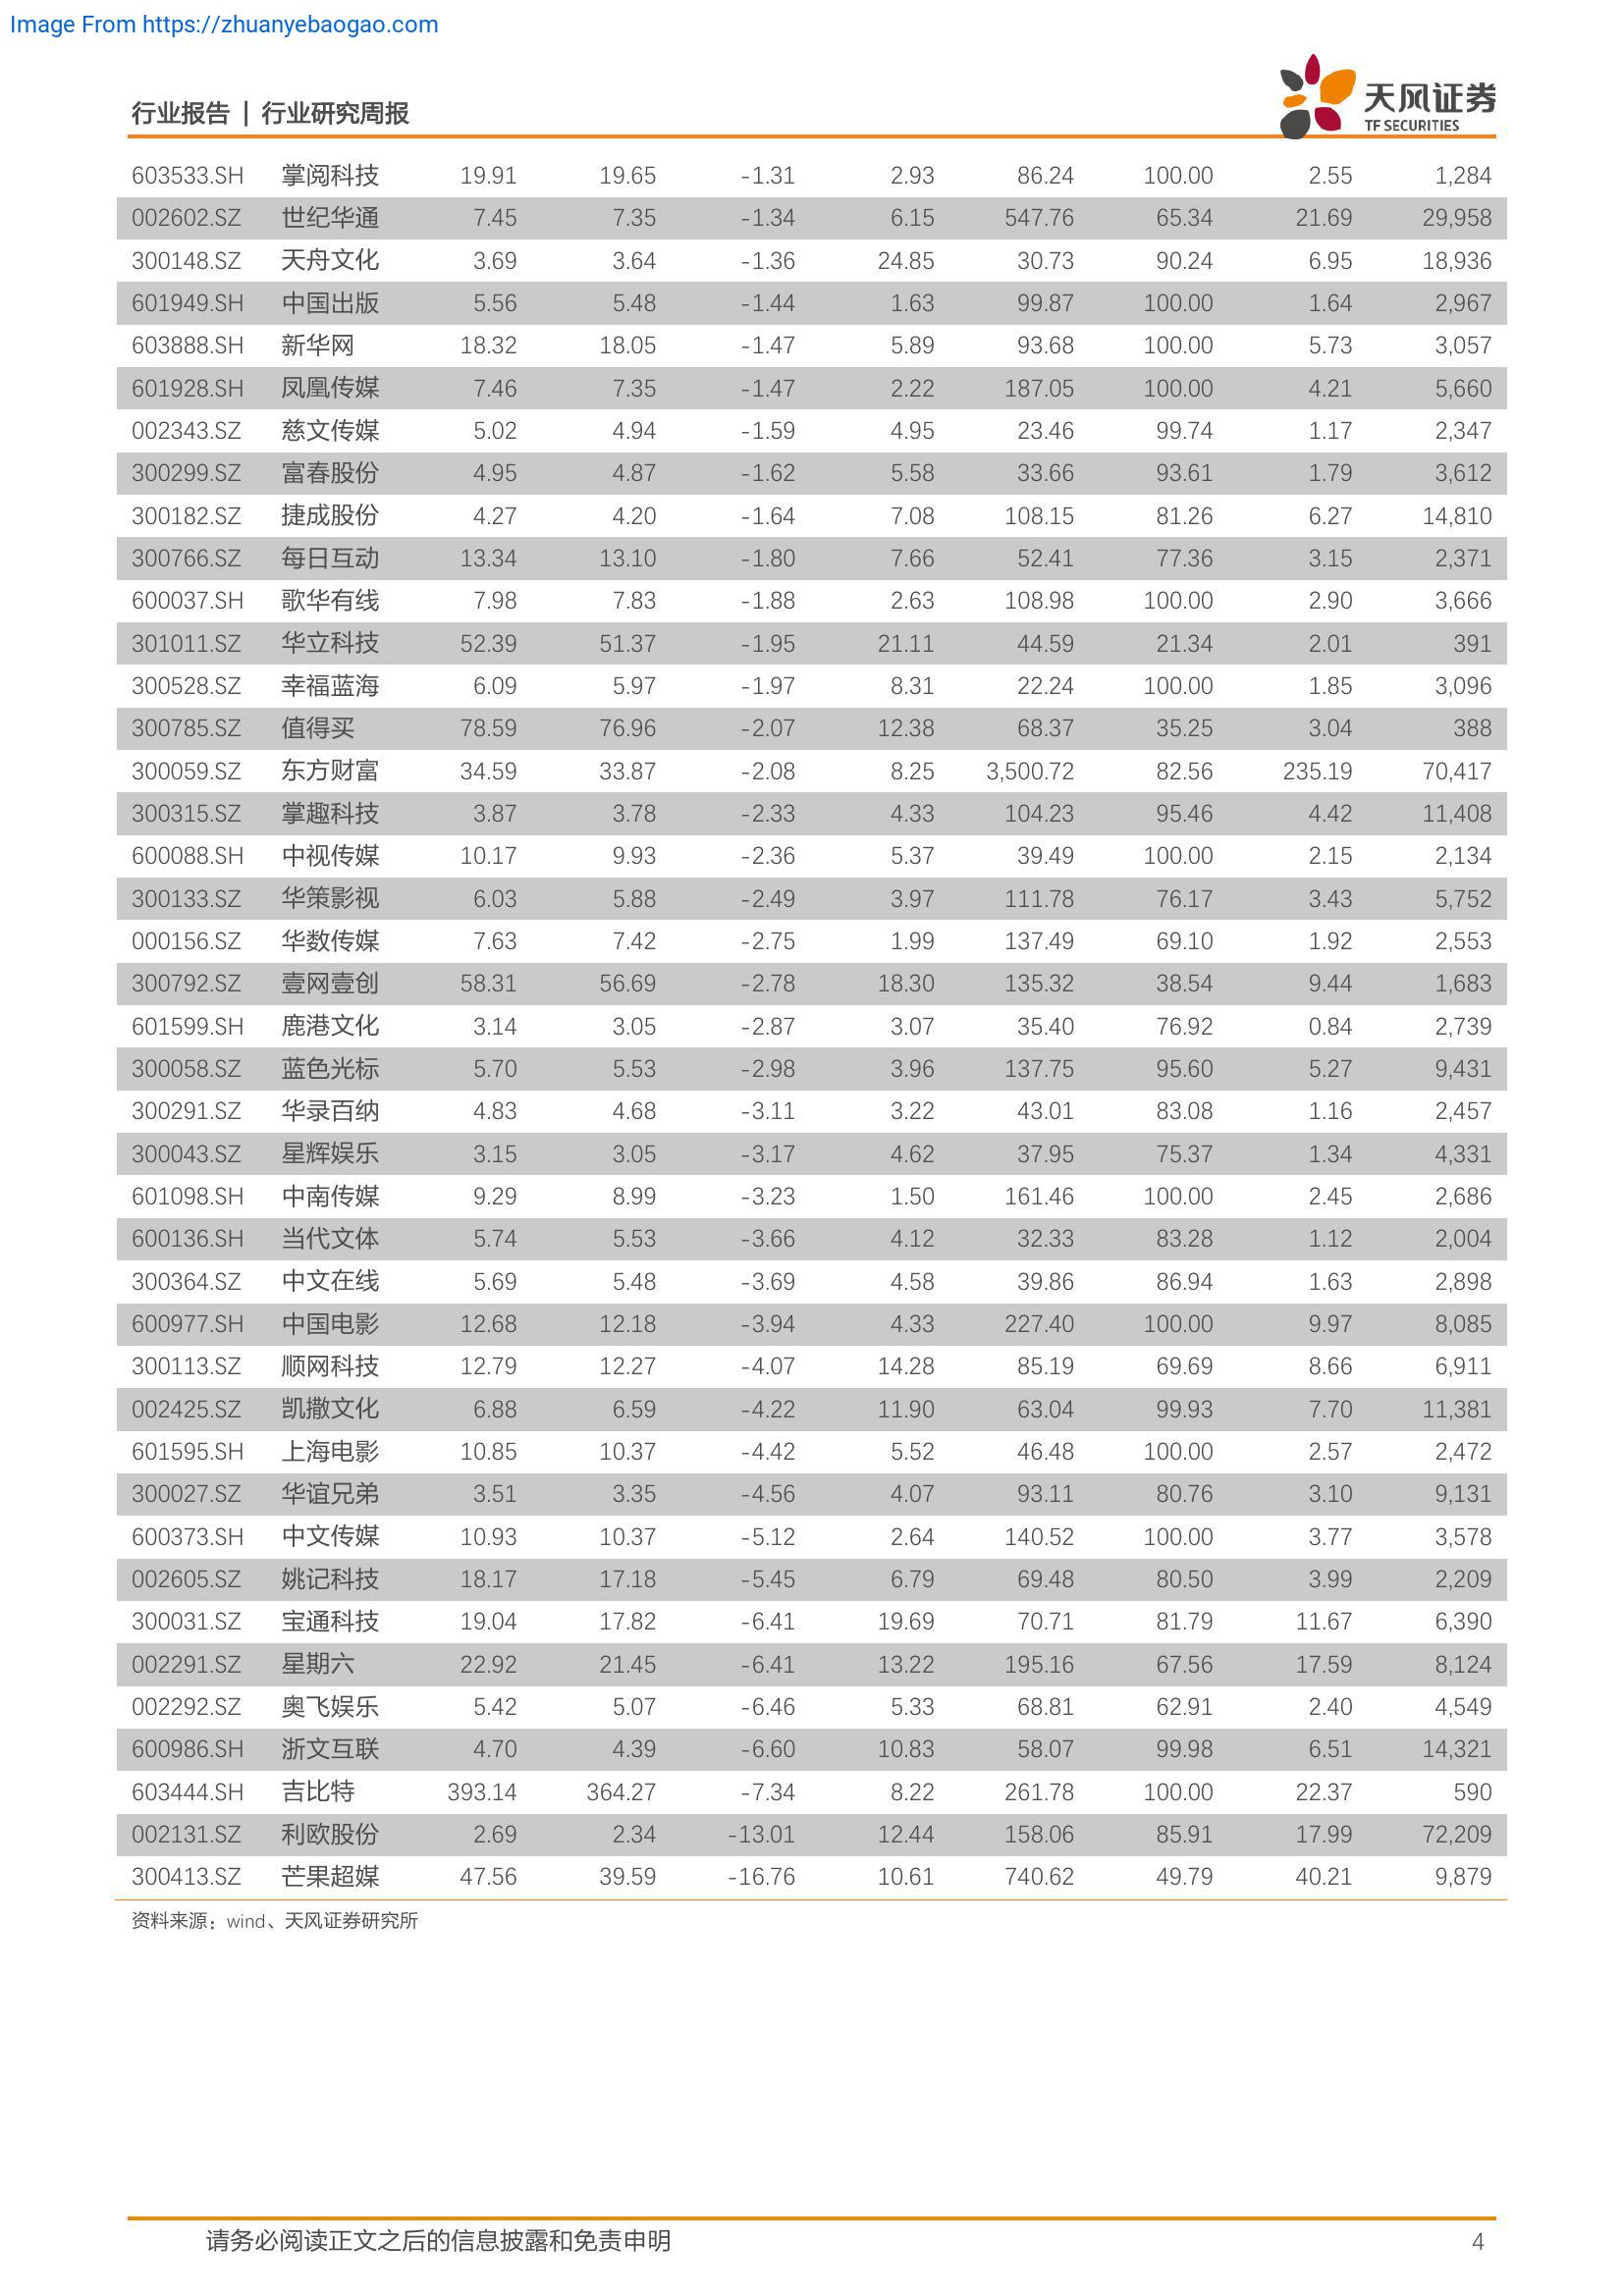 Image From https://zhuanyebaogao.com
行业报告 | 行业研究周报
天风证券
TF SECURITIES
603533.SH 掌阅科技 19.91 19.65 -1.31 2.93 86.24 100.00 2.55 1,284
002602.SZ 世纪华通 7.45 7.35 -1.34 6.15 547.76 65.34 21.69 29,958
300148.SZ 天舟文化 3.69 3.64 -1.36 24.85 30.73 90.24 6.95 18,936
601949.SH 中国出版 5.56 5.48 -1.44 1.63 99.87 100.00 1.64 2,967
603888.SH 新华网 18.32 18.05 -1.47 5.89 93.68 100.00 5.73 3,057
601928.SH 凤凰传媒 7.46 7.35 -1.47 2.22 187.05 100.00 4.21 5,660
002343.SZ 慈文传媒 5.02 4.94 -1.59 4.95 23.46 99.74 1.17 2,347
300299.SZ 富春股份 4.95 4.87 -1.62 5.58 33.66 93.61 1.79 3,612
300182.SZ 捷成股份 4.27 4.20 -1.64 7.08 108.15 81.26 6.27 14,810
300766.SZ 每日互动 13.34 13.10 -1.80 7.66 52.41 77.36 3.15 2,371
600037.SH 歌华有线 7.98 7.83 -1.88 2.63 108.98 100.00 2.90 3,666
301011.SZ 华立科技 52.39 51.37 -1.95 21.11 44.59 21.34 2.01 391
300528.SZ 幸福蓝海 6.09 5.97 -1.97 8.31 22.24 100.00 1.85 3,096
300785.SZ 值得买 78.59 76.96 -2.07 12.38 68.37 35.25 3.04 388
300059.SZ 东方财富 34.59 33.87 -2.08 8.25 3,500.72 82.56 235.19 70,417
300315.SZ 掌趣科技 3.87 3.78 -2.33 4.33 104.23 95.46 4.42 11,408
600088.SH 中视传媒 10.17 9.93 -2.36 5.37 39.49 100.00 2.15 2,134
300133.SZ 华策影视 6.03 5.88 -2.49 3.97 111.78 76.17 3.43 5,752
000156.SZ 华数传媒 7.63 7.42 -2.75 1.99 137.49 69.10 1.92 2,553
300792.SZ 壹网壹创 58.31 56.69 -2.78 18.30 135.32 38.54 9.44 1,683
601599.SH 鹿港文化 3.14 3.05 -2.87 3.07 35.40 76.92 0.84 2,739
300058.SZ 蓝色光标 5.70 5.53 -2.98 3.96 137.75 95.60 5.27 9,431
300291.SZ 华录百纳 4.83 4.68 -3.11 3.22 43.01 83.08 1.16 2,457
300043.SZ 星辉娱乐 3.15 3.05 -3.17 4.62 37.95 75.37 1.34 4,331
601098.SH 中南传媒 9.29 8.99 -3.23 1.50 161.46 100.00 2.45 2,686
600136.SH 当代文体 5.74 5.53 -3.66 4.12 32.33 83.28 1.12 2,004
300364.SZ 中文在线 5.69 5.48 -3.69 4.58 39.86 86.94 1.63 2,898
600977.SH 中国电影 12.68 12.18 -3.94 4.33 227.40 100.00 9.97 8,085
300113.SZ 顺网科技 12.79 12.27 -4.07 14.28 85.19 69.69 8.66 6,911
002425.SZ 凯撒文化 6.88 6.59 -4.22 11.90 63.04 99.93 7.70 11,381
601595.SH 上海电影 10.85 10.37 -4.42 5.52 46.48 100.00 2.57 2,472
300027.SZ 华谊兄弟 3.51 3.35 -4.56 4.07 93.11 80.76 3.10 9,131
600373.SH 中文传媒 10.93 10.37 -5.12 2.64 140.52 100.00 3.77 3,578
002605.SZ 姚记科技 18.17 17.18 -5.45 6.79 69.48 80.50 3.99 2,209
300031.SZ 宝通科技 19.04 17.82 -6.41 19.69 70.71 81.79 11.67 6,390
002291.SZ 星期六 22.92 21.45 -6.41 13.22 195.16 67.56 17.59 8,124
002292.SZ 奥飞娱乐 5.42 5.07 -6.46 5.33 68.81 62.91 2.40 4,549
600986.SH 浙文互联 4.70 4.39 -6.60 10.83 58.07 99.98 6.51 14,321
603444.SH 吉比特 393.14 364.27 -7.34 8.22 261.78 100.00 22.37 590
002131.SZ 利欧股份 2.69 2.34 -13.01 12.44 158.06 85.91 17.99 72,209
300413.SZ 芒果超媒 47.56 39.59 -16.76 10.61 740.62 49.79 40.21 9,879
资料来源：wind、天风证券研究所
请务必阅读正文之后的信息披露和免责申明 4